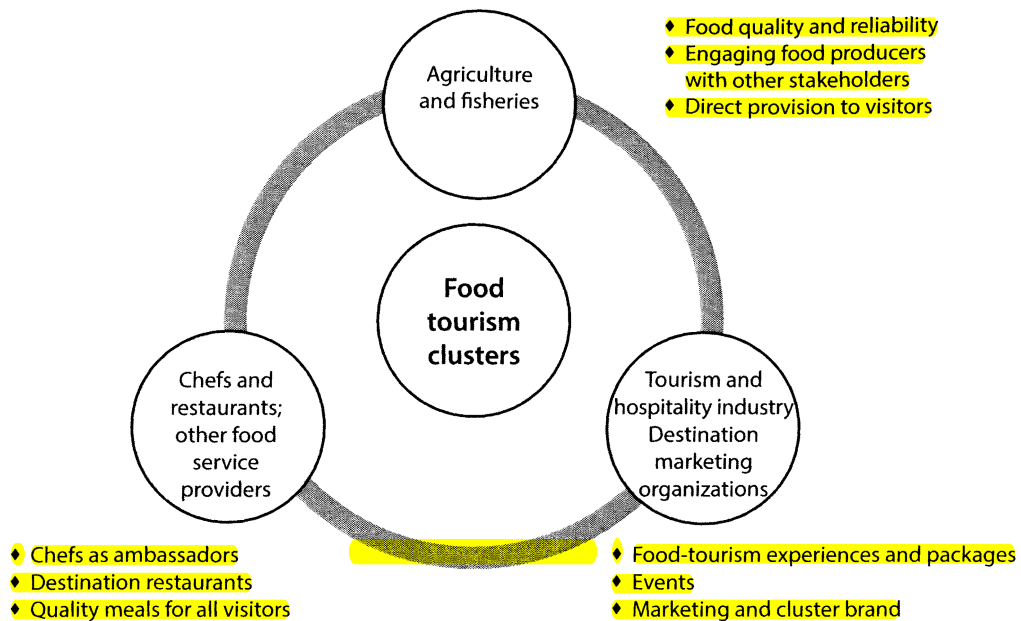 Agriculture
and fisheries
♦ Food quality and reliability
♦ Engaging food producers
with other stakeholders
♦ Direct provision to visitors
Food
tourism
clusters
Chefs and
restaurants;
other food
service
providers
Tourism and
hospitality industry
Destination
marketing
organizations
♦ Chefs as ambassadors
♦ Destination restaurants
♦ Quality meals for all visitors
♦ Food-tourism experiences and packages
♦ Events
♦ Marketing and cluster brand